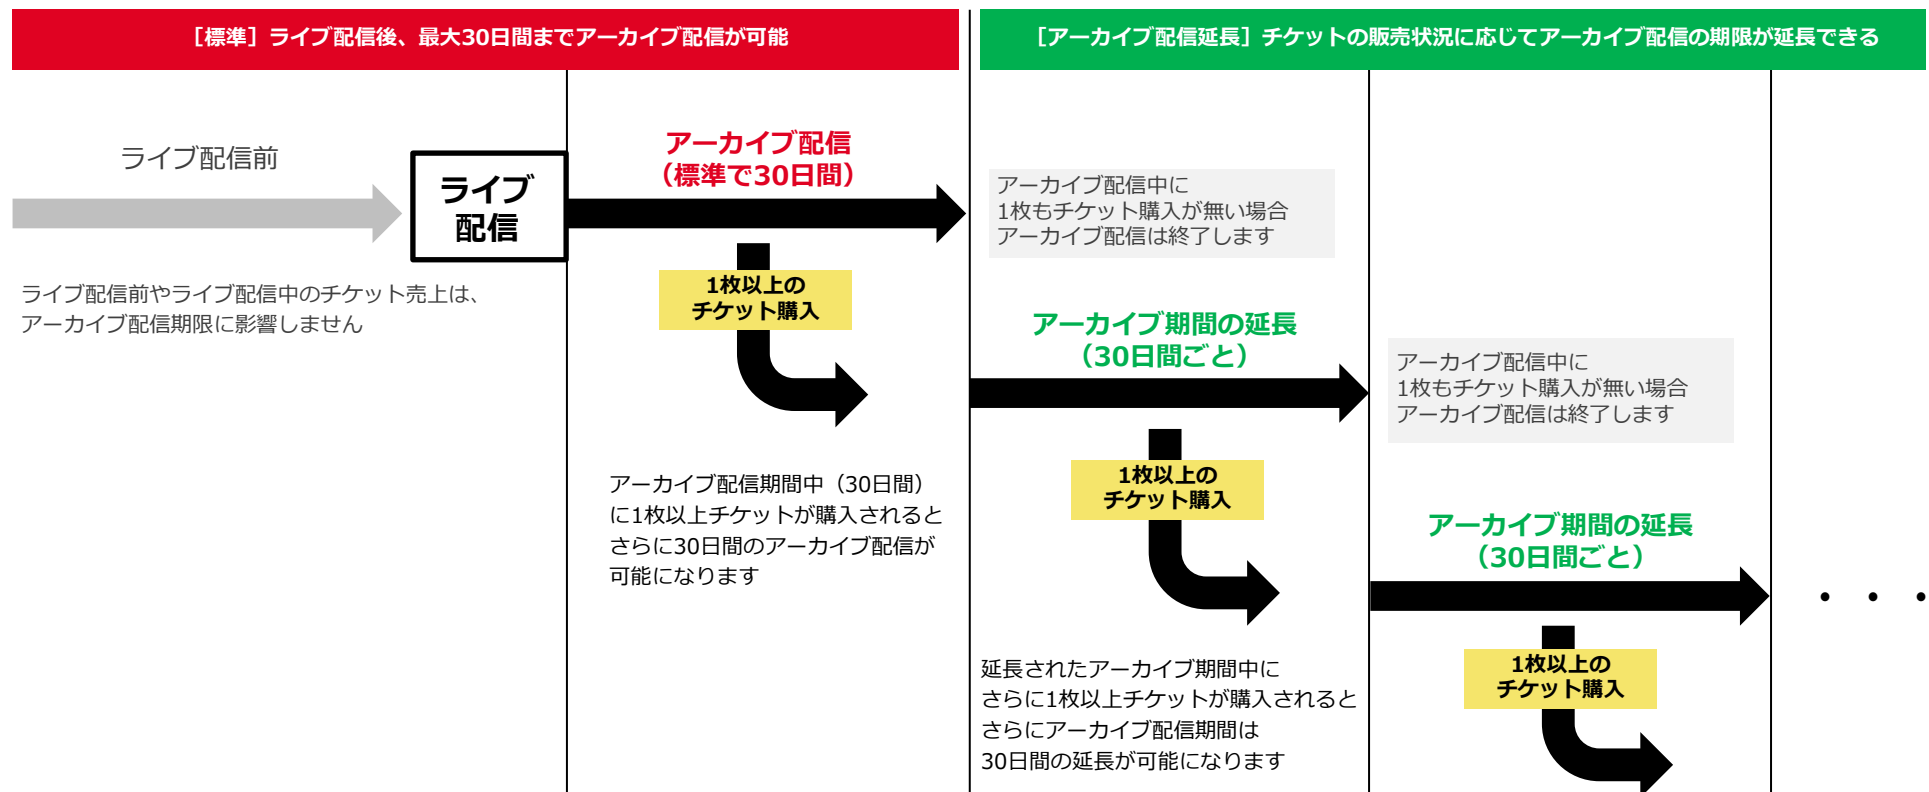 ［標準］ライブ配信後、最大30日間までアーカイブ配信が可能
［アーカイブ配信延長］チケットの販売状況に応じてアーカイブ配信の期限が延長できる
ライブ配信前
ライブ
配信
ライブ配信前やライブ配信中のチケット売上は、
アーカイブ配信期限に影響しません
アーカイブ配信
（標準で30日間）
1枚以上の
チケット購入
アーカイブ配信期間中（30日間）
に1枚以上チケットが購入されると
さらに30日間のアーカイブ配信が
可能になります
アーカイブ配信中に
1枚もチケット購入が無い場合
アーカイブ配信は終了します
アーカイブ期間の延長
（30日間ごと）
1枚以上の
チケット購入
延長されたアーカイブ期間中に
さらに1枚以上チケットが購入されると
さらにアーカイブ配信期間は
30日間の延長が可能になります
アーカイブ配信中に
1枚もチケット購入が無い場合
アーカイブ配信は終了します
アーカイブ期間の延長
（30日間ごと）
1枚以上の
チケット購入
・・・